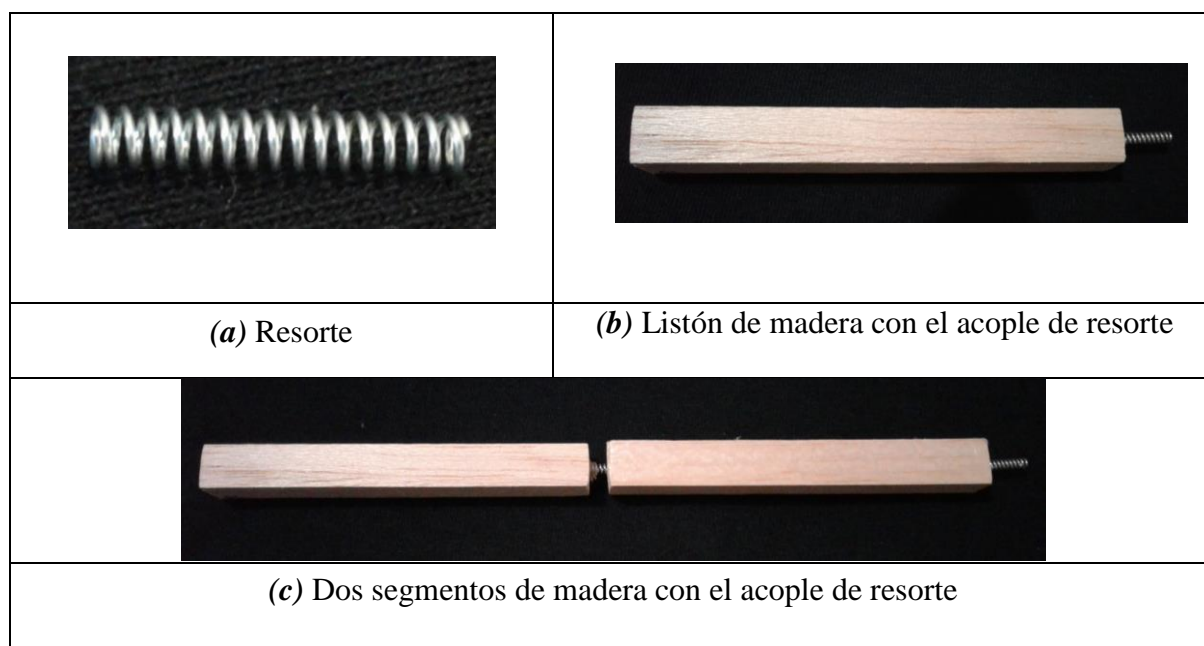 (a) Resorte
(b) Listón de madera con el acople de resorte
(c) Dos segmentos de madera con el acople de resorte